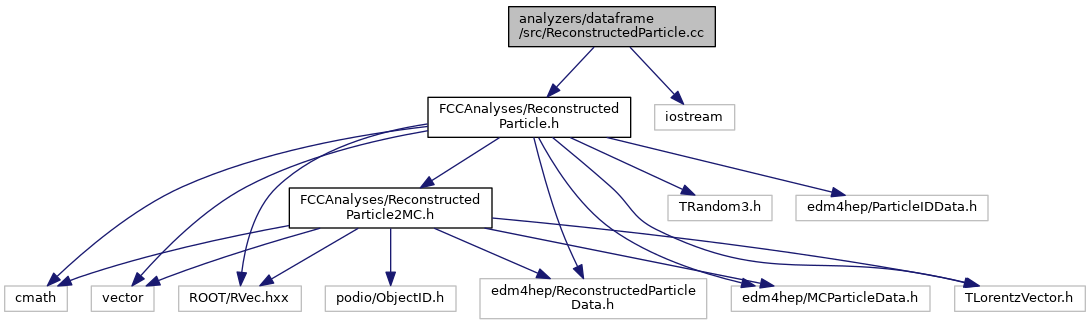 analyzers/dataframe
/src/ReconstructedParticle.cc
FCCAnalyses/Reconstructed
Particle.h
iostream
FCCAnalyses/Reconstructed
Particle2MC.h
TRandom3.h
edm4hep/ParticleIDData.h
cmath
vector
ROOT/RVec.hxx
podio/ObjectID.h
edm4hep/ReconstructedParticle
Data.h
edm4hep/MCParticleData.h
TLorentzVector.h